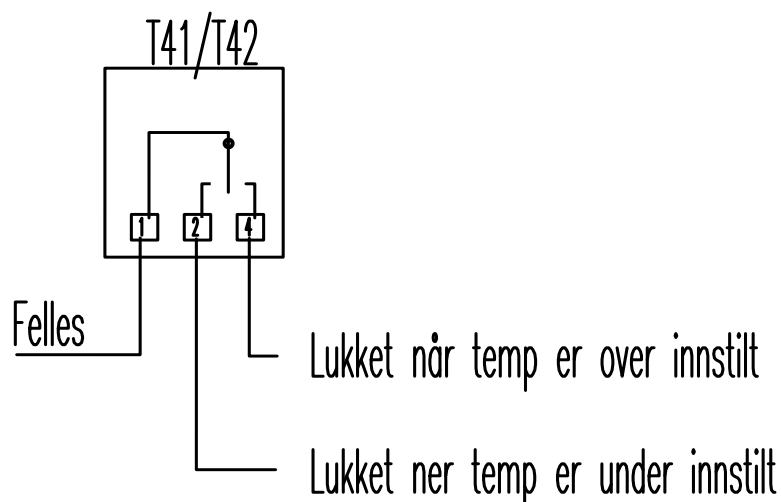 T41/T42
1 2 4
Felles
Lukket når temp er over innstilt
Lukket ner temp er under innstilt